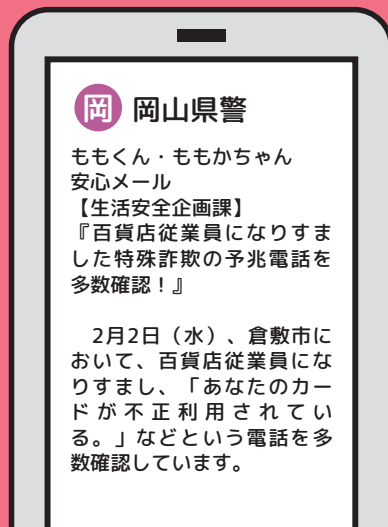 岡 岡山県警
ももくん・ももかちゃん
安心メール
【生活安全企画課】
『百貨店従業員になりすま
した特殊詐欺の予兆電話を
多数確認！』
　2月2日（水）、倉敷市に
おいて、百貨店従業員にな
りすまし、「あなたのカー
ドが不正利用されてい
る。」などという電話を多
数確認しています。